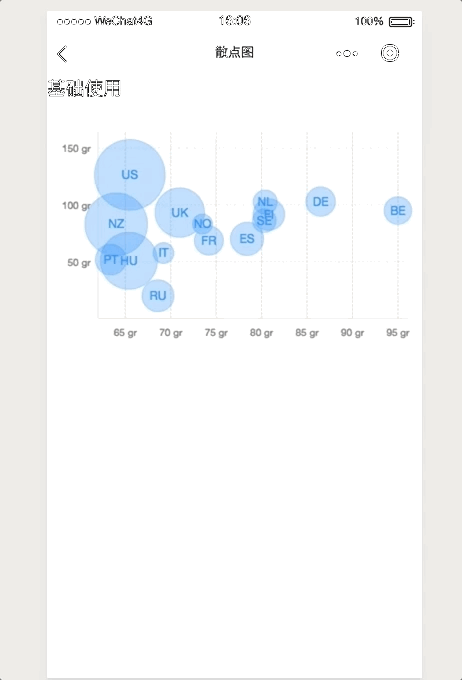 WeChat4G 16:06 100%
散点图
基础使用
150 gr
100 gr
50 gr
US
NZ
UK
NO
FR
PT
HU
IT
RU
ES
NL
FI
SE
DE
BE
65 gr 70 gr 75 gr 80 gr 85 gr 90 gr 95 gr